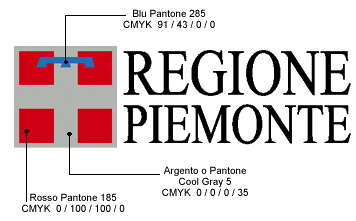 Blu Pantone 285
CMYK 91 / 43 / 0 / 0
REGIONE
PIEMONTE
Argento o Pantone
Cool Gray 5
CMYK 0 / 0 / 0 / 35
Rosso Pantone 185
CMYK 0 / 100 / 100 / 0